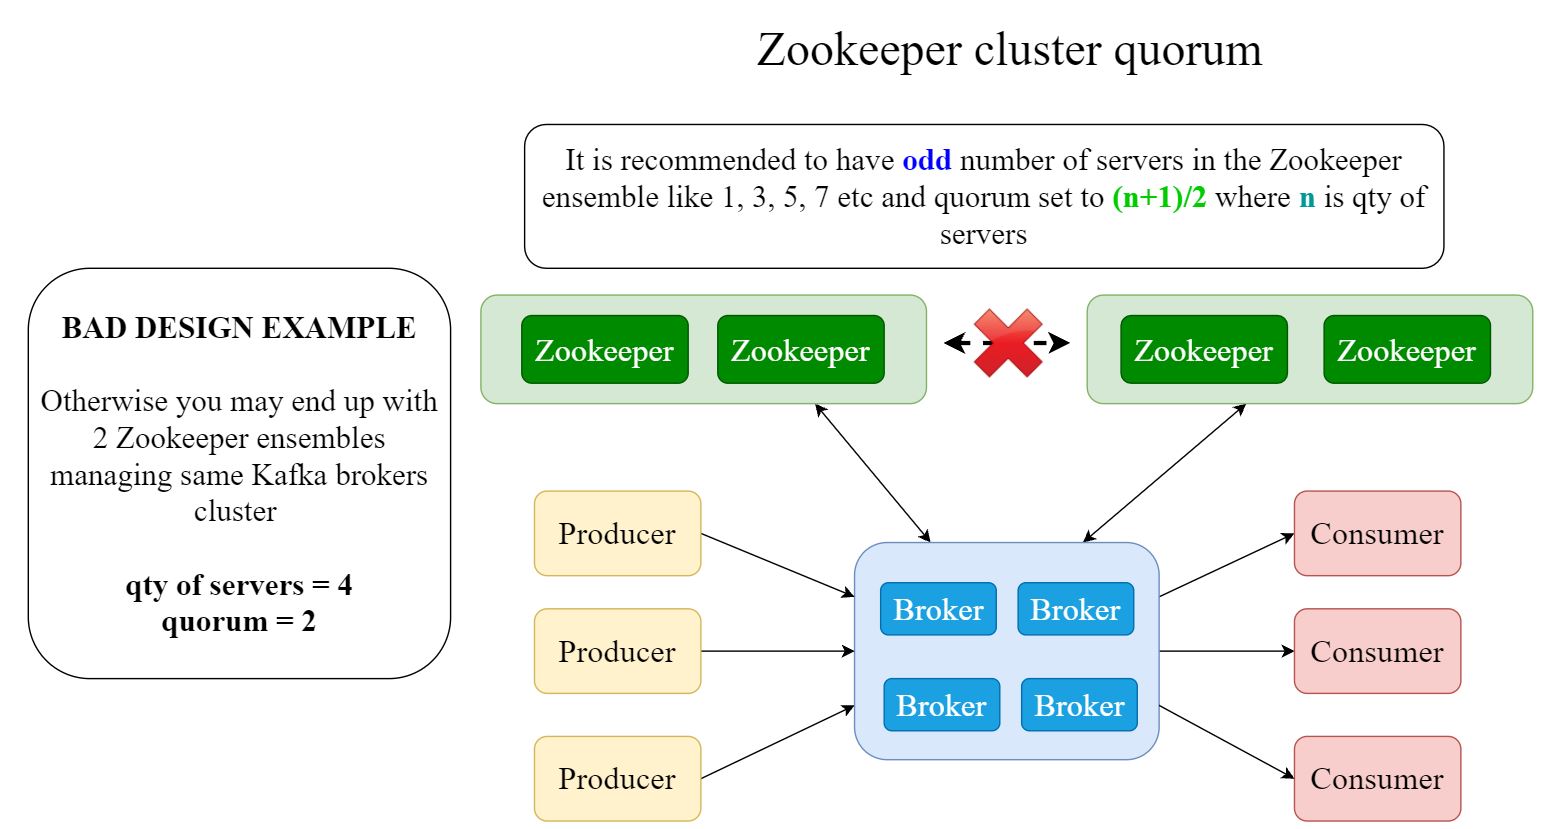 Zookeeper cluster quorum
It is recommended to have odd number of servers in the Zookeeper
ensemble like 1, 3, 5, 7 etc and quorum set to (n+1)/2 where n is qty of
servers
BAD DESIGN EXAMPLE
Otherwise you may end up with
2 Zookeeper ensembles
managing same Kafka brokers
cluster
qty of servers = 4
quorum = 2
Zookeeper
Zookeeper
Zookeeper
Zookeeper
Producer
Producer
Producer
Broker
Broker
Broker
Broker
Consumer
Consumer
Consumer